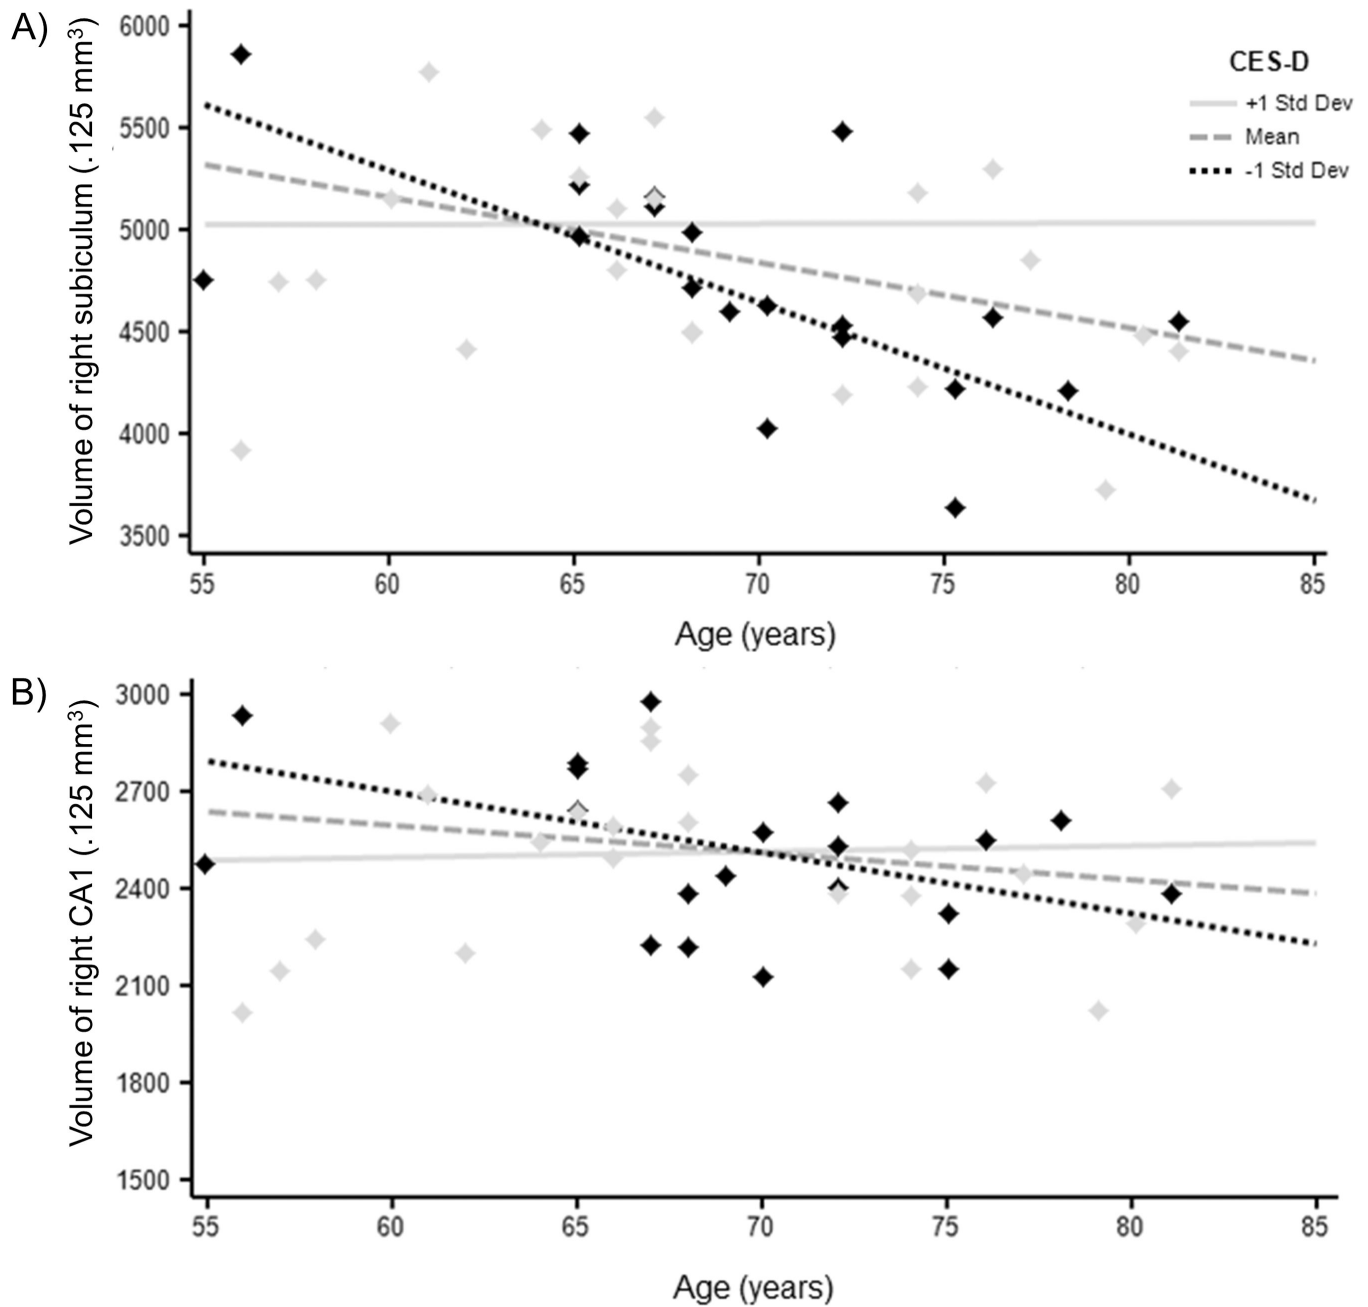 A)
Volume of right subiculum (.125 mm³)
6000
5500
5000
4500
4000
3500
CES-D
+1 Std Dev
Mean
-1 Std Dev
55 60 65 70 75 80 85
Age (years)
B)
Volume of right CA1 (.125 mm³)
3000
2700
2400
2100
1800
1500
55 60 65 70 75 80 85
Age (years)